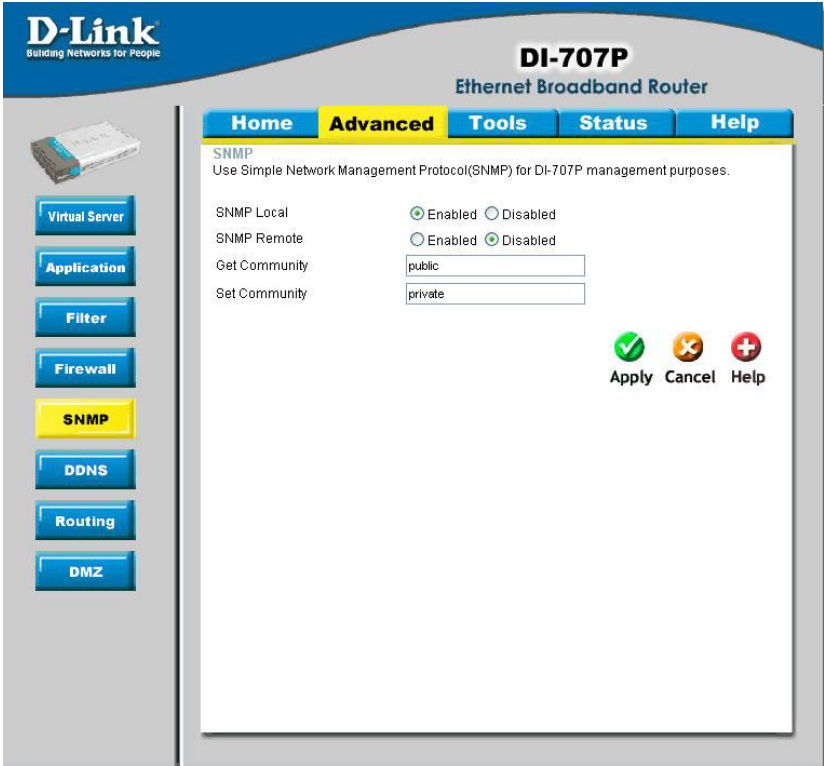 D-Link
Building Networks for People
DI-707P
Ethernet Broadband Router
D-Link
Home Advanced Tools Status Help
SNMP
Use Simple Network Management Protocol(SNMP) for DI-707P management purposes.
Virtual Server
Application
Filter
Firewall
SNMP
DDNS
Routing
DMZ
SNMP Local Enabled Disabled
SNMP Remote Enabled Disabled
Get Community public
Set Community private
Apply Cancel Help